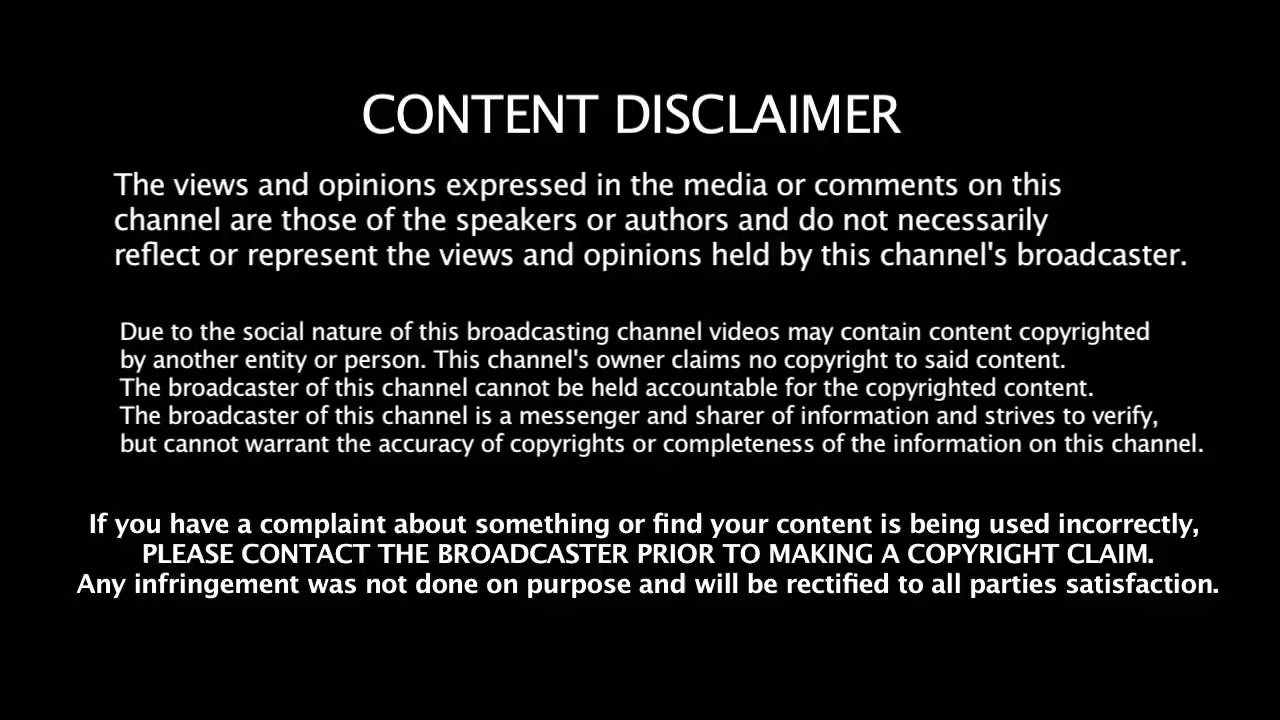 CONTENT DISCLAIMER
The views and opinions expressed in the media or comments on this
channel are those of the speakers or authors and do not necessarily
reflect or represent the views and opinions held by this channel's broadcaster.
Due to the social nature of this broadcasting channel videos may contain content copyrighted
by another entity or person. This channel's owner claims no copyright to said content.
The broadcaster of this channel cannot be held accountable for the copyrighted content.
The broadcaster of this channel is a messenger and sharer of information and strives to verify,
but cannot warrant the accuracy of copyrights or completeness of the information on this channel.
If you have a complaint about something or find your content is being used incorrectly,
PLEASE CONTACT THE BROADCASTER PRIOR TO MAKING A COPYRIGHT CLAIM.
Any infringement was not done on purpose and will be rectified to all parties satisfaction.